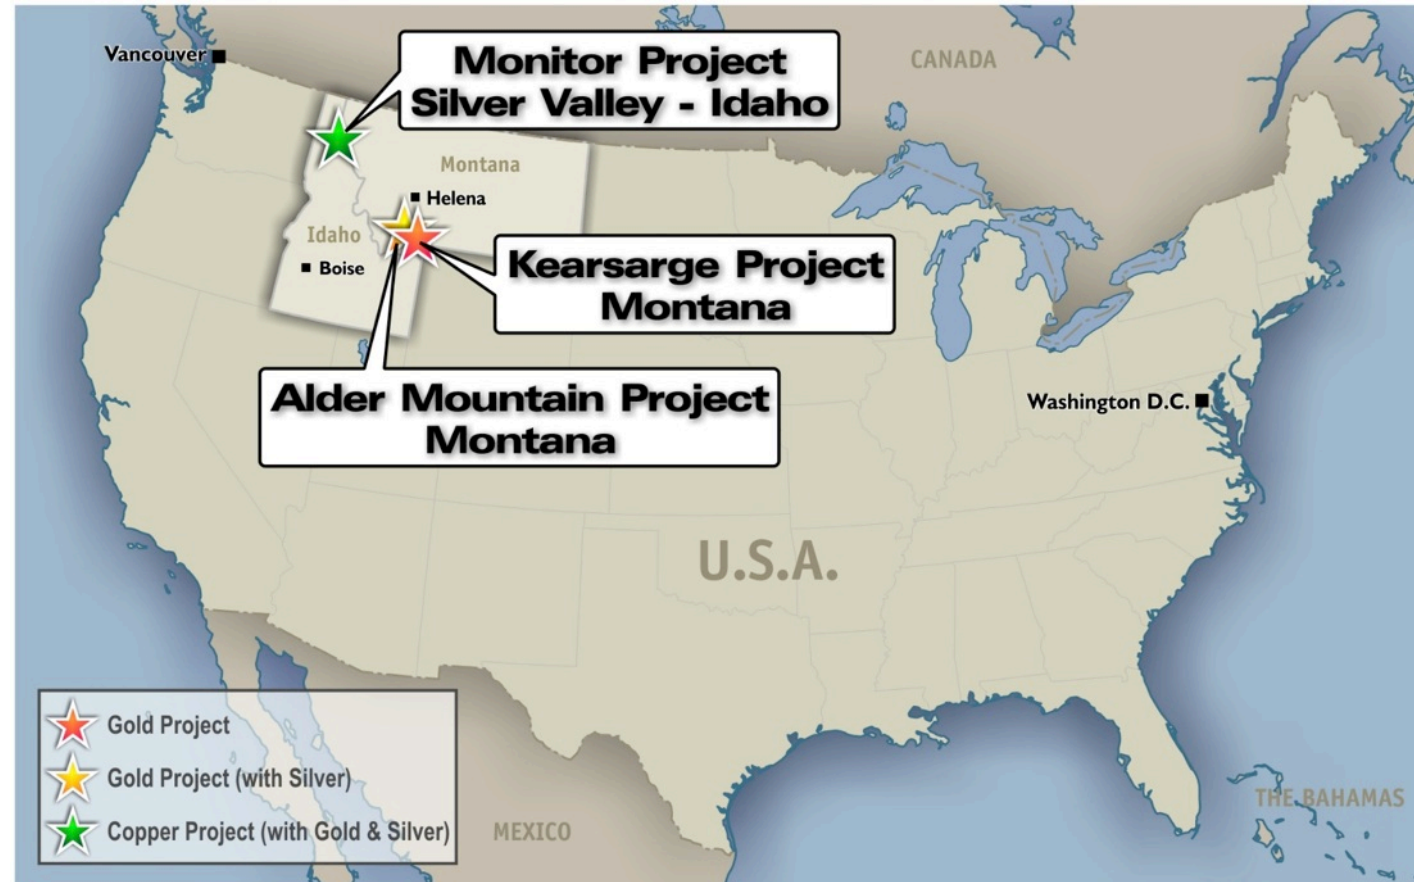 Vancouver
Monitor Project
Silver Valley - Idaho
CANADA
Montana
Helena
Idaho
Boise
Kearsarge Project
Montana
Alder Mountain Project
Montana
Washington D.C.
U.S.A.
Gold Project
Gold Project (with Silver)
Copper Project (with Gold & Silver)
MEXICO
THE BAHAMAS